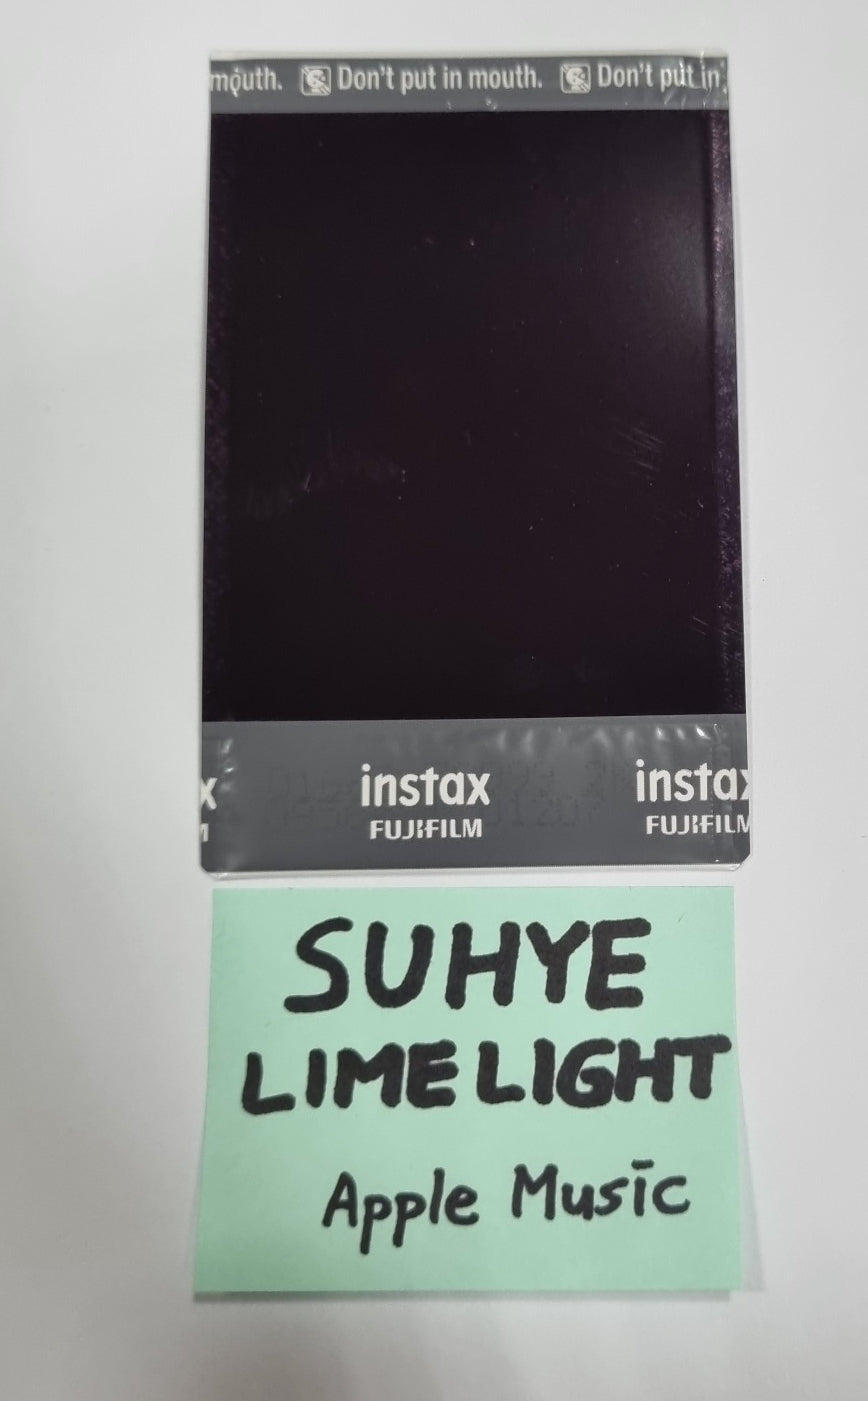 mouth. Don't put in mouth. Don't put in
instax instax
FUJIFILM FUJIFILM
SUHYE
LIMELIGHT
Apple Music